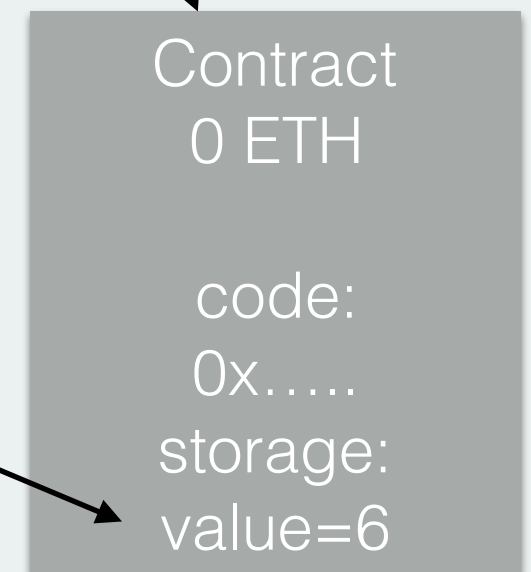 Contract
0 ETH
code:
0x.....
storage:
value=6